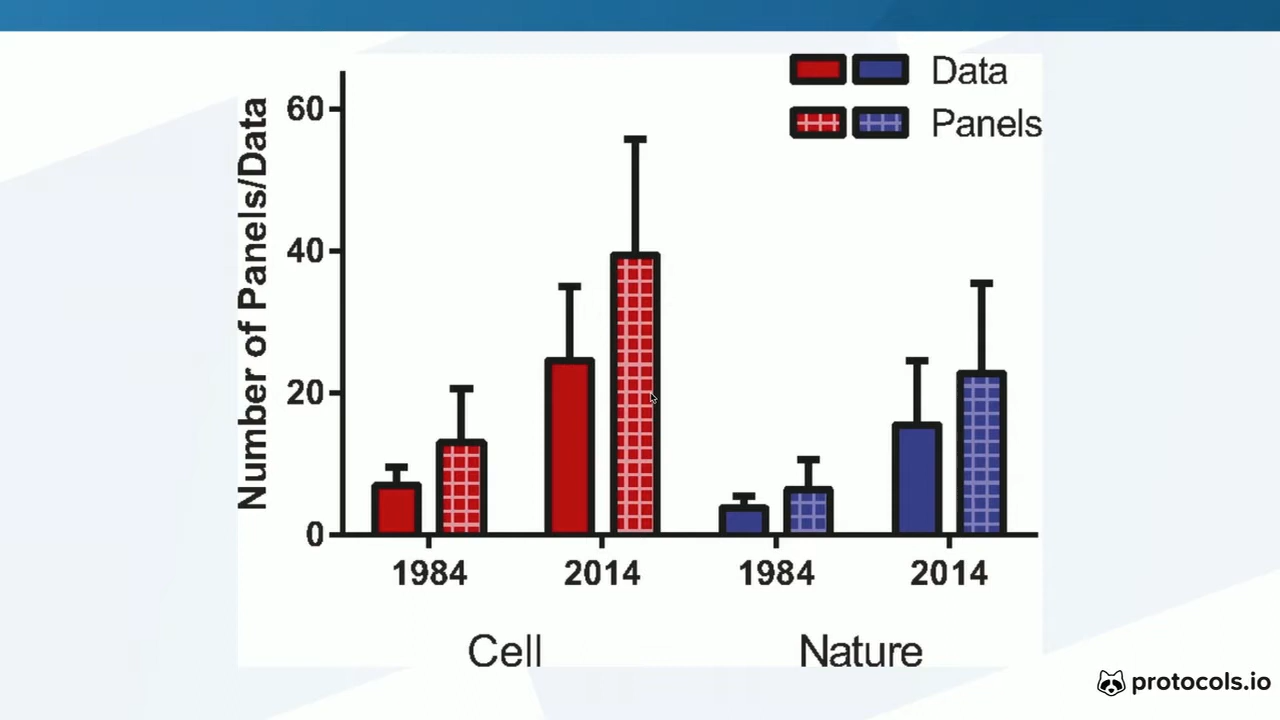 Data
Panels
Number of Panels/Data
60
40
20
0
1984
2014
1984
2014
Cell
Nature
protocols.io